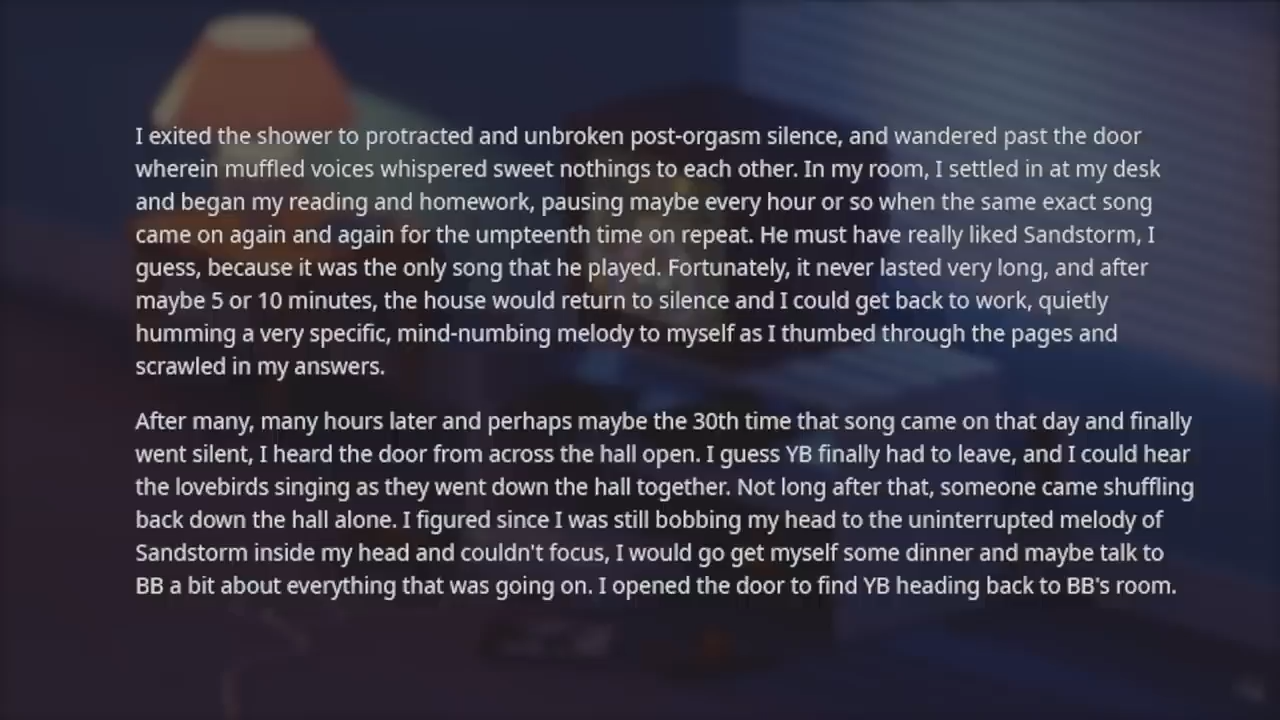 I exited the shower to protracted and unbroken post-orgasm silence, and wandered past the door
wherein muffled voices whispered sweet nothings to each other. In my room, I settled in at my desk
and began my reading and homework, pausing maybe every hour or so when the same exact song
came on again and again for the umpteenth time on repeat. He must have really liked Sandstorm, I
guess, because it was the only song that he played. Fortunately, it never lasted very long, and after
maybe 5 or 10 minutes, the house would return to silence and I could get back to work, quietly
humming a very specific, mind-numbing melody to myself as I thumbed through the pages and
scrawled in my answers.
After many, many hours later and perhaps maybe the 30th time that song came on that day and finally
went silent, I heard the door from across the hall open. I guess YB finally had to leave, and I could hear
the lovebirds singing as they went down the hall together. Not long after that, someone came shuffling
back down the hall alone. I figured since I was still bobbing my head to the uninterrupted melody of
Sandstorm inside my head and couldn't focus, I would go get myself some dinner and maybe talk to
BB a bit about everything that was going on. I opened the door to find YB heading back to BB's room.